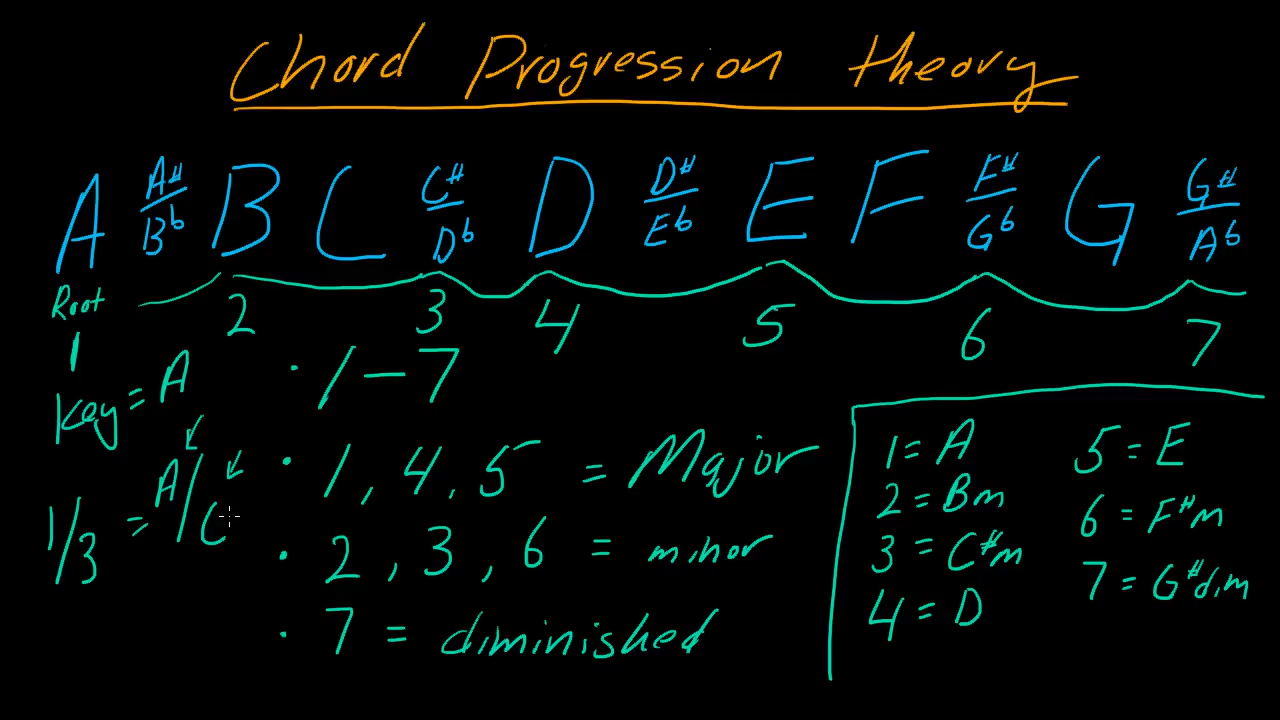 Chord Progression theory
A A#/Bb B C C#/Db D D#/Eb E F F#/Gb G G#/Ab
Root 2 3 4 5 6 7
1
Key = A
• 1 – 7
1/3 = A/C
• 1, 4, 5 = Major
• 2, 3, 6 = minor
• 7 = diminished
1 = A
2 = Bm
3 = C#m
4 = D
5 = E
6 = F#m
7 = G#dim